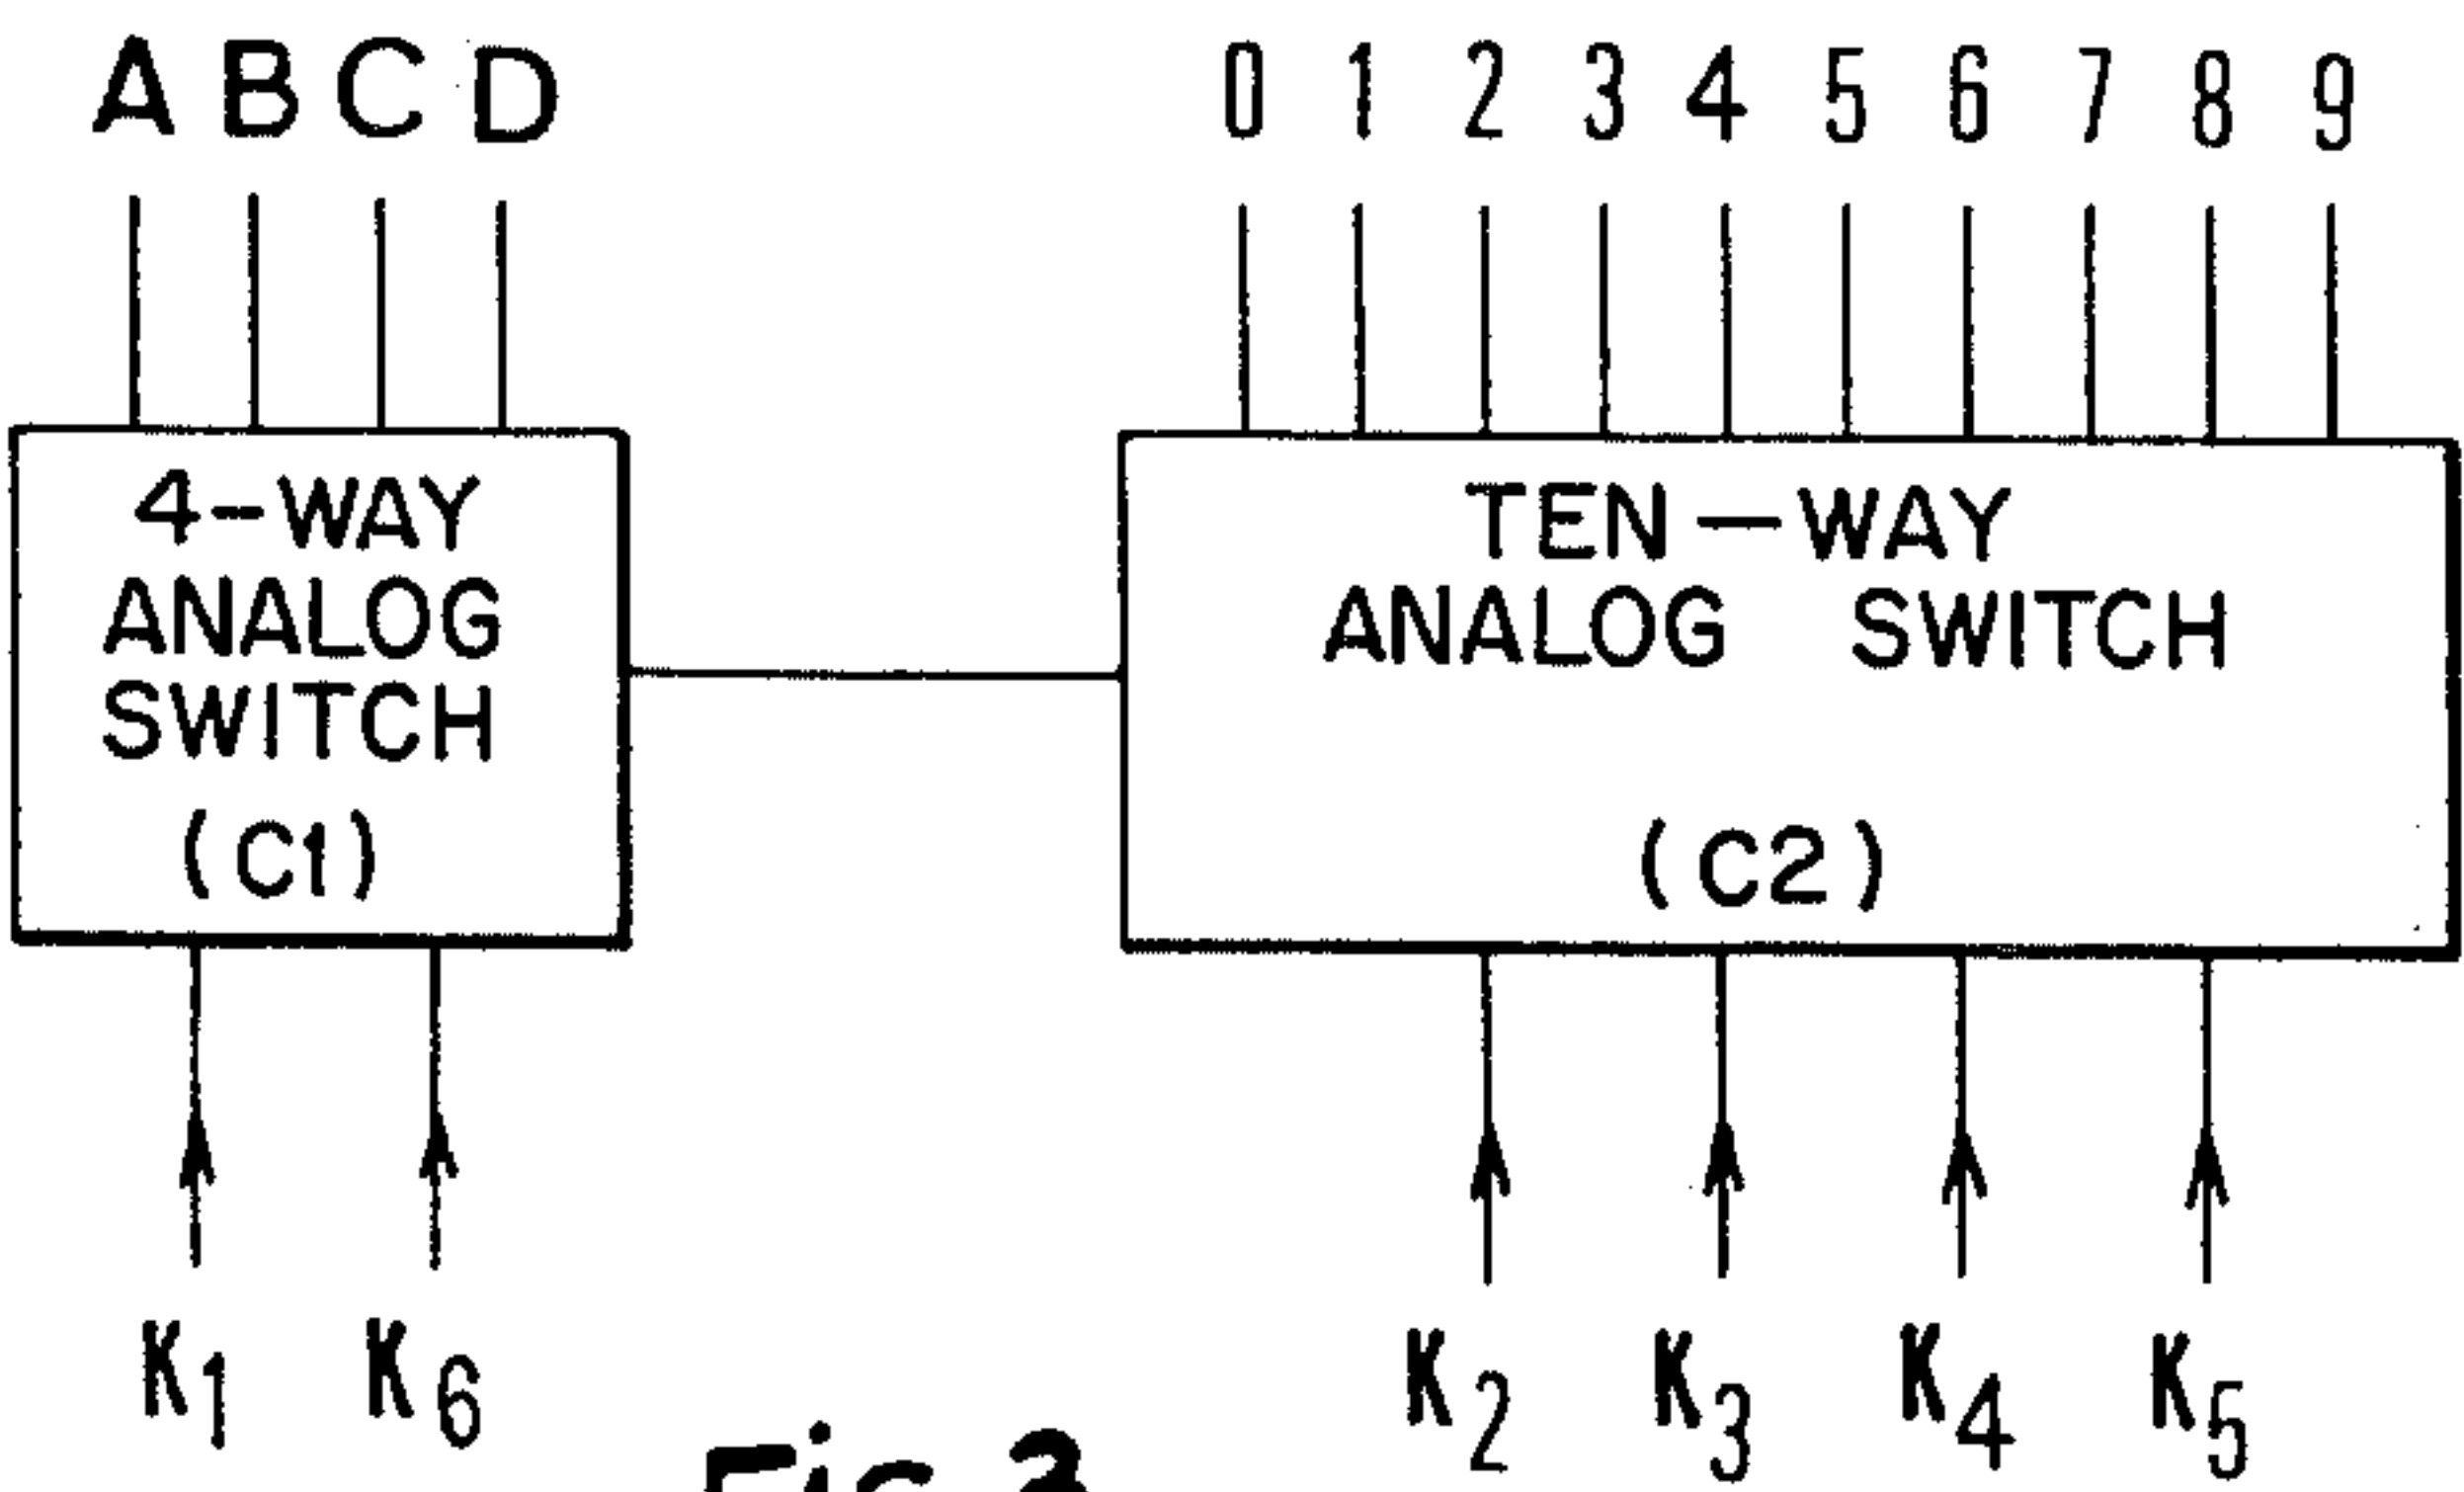 A B C D
0 1 2 3 4 5 6 7 8 9
4-WAY
ANALOG
SWITCH
(C1)
TEN-WAY
ANALOG SWITCH
(C2)
K1 K6
K2 K3 K4 K5